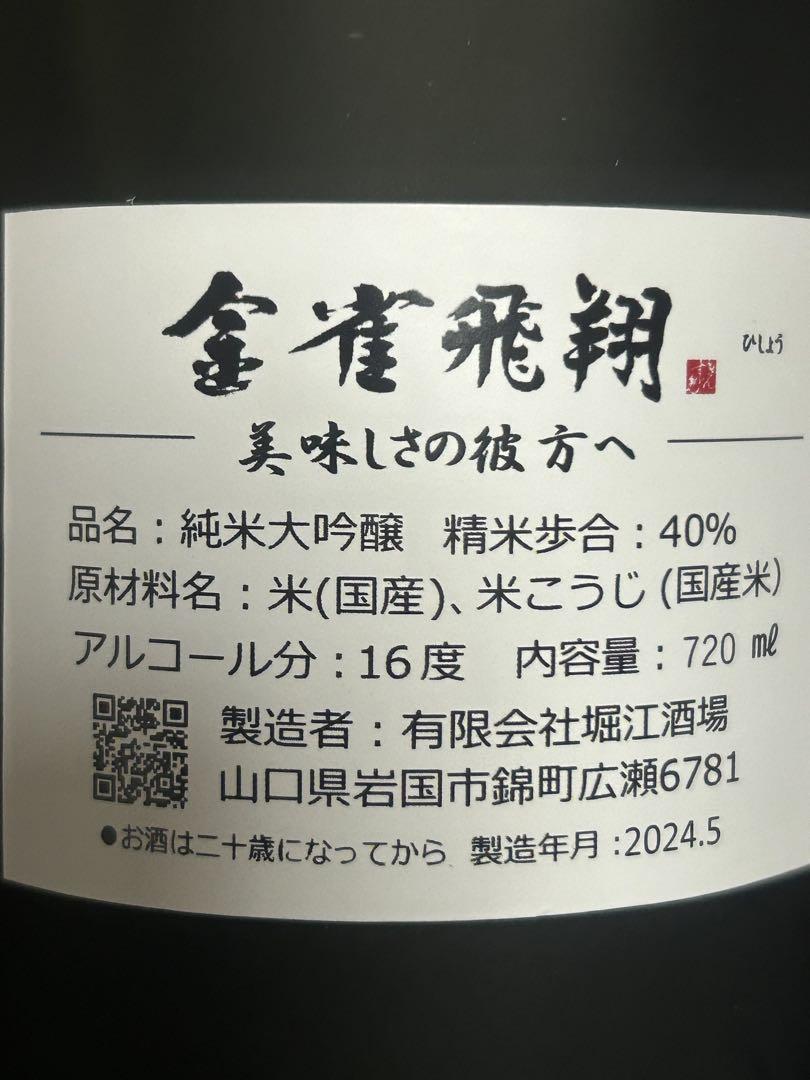 金雀飛翔 ひしょう
美味しさの彼方へ
品名：純米大吟醸 精米歩合：40%
原材料名：米(国産)、米こうじ(国産米)
アルコール分：16度 内容量：720㎖
製造者：有限会社堀江酒場
山口県岩国市錦町広瀬6781
●お酒は二十歳になってから 製造年月：2024.5